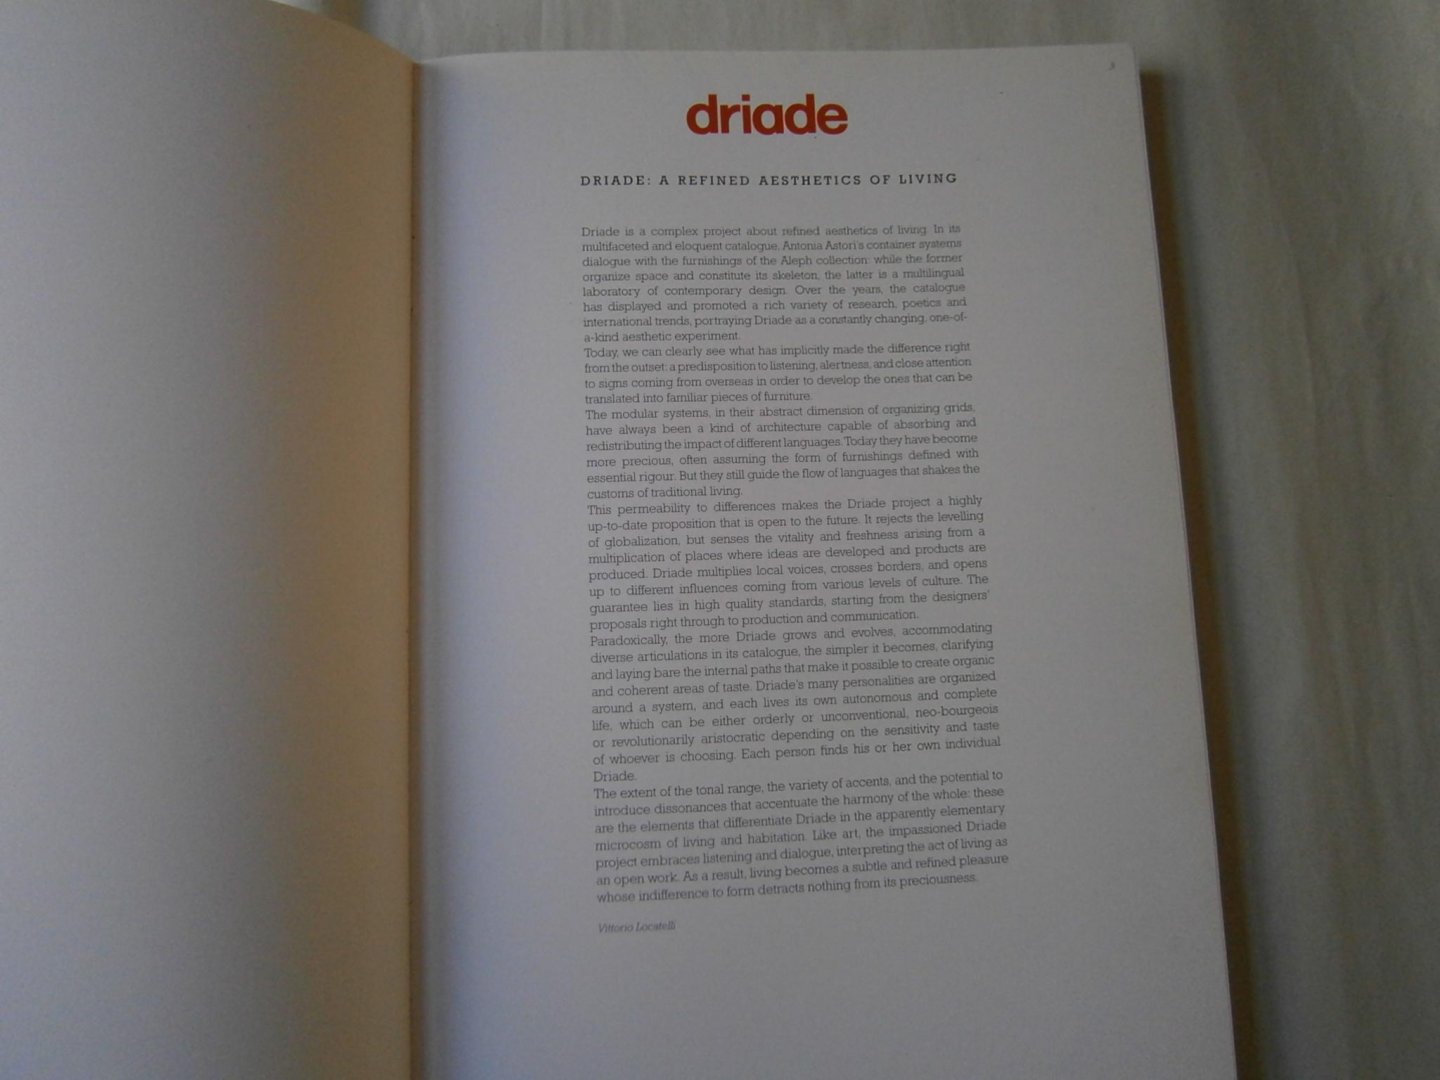 driade
DRIADE: A REFINED AESTHETICS OF LIVING
Driade is a complex project about refined aesthetics of living. In its
multifaceted and eloquent catalogue, Antonia Astori's container systems
dialogue with the furnishings of the Aleph collection: while the former
organize space and constitute its skeleton, the latter is a multilingual
laboratory of contemporary design. Over the years, the catalogue
has displayed and promoted a rich variety of research, poetics and
international trends, portraying Driade as a constantly changing, one-of-
a-kind aesthetic experiment.
Today, we can clearly see what has implicitly made the difference right
from the outset: a predisposition to listening, alertness, and close attention
to signs coming from overseas in order to develop the ones that can be
translated into familiar pieces of furniture.
The modular systems, in their abstract dimension of organizing grids,
have always been a kind of architecture capable of absorbing and
redistributing the impact of different languages. Today they have become
more precious, often assuming the form of furnishings defined with
essential rigour. But they still guide the flow of languages that shakes the
customs of traditional living.
This permeability to differences makes the Driade project a highly
up-to-date proposition that is open to the future. It rejects the levelling
of globalization, but senses the vitality and freshness arising from a
multiplication of places where ideas are developed and products are
produced. Driade multiplies local voices, crosses borders, and opens
up to different influences coming from various levels of culture. The
guarantee lies in high quality standards, starting from the designers'
proposals right through to production and communication.
Paradoxically, the more Driade grows and evolves, accommodating
diverse articulations in its catalogue, the simpler it becomes, clarifying
and laying bare the internal paths that make it possible to create organic
and coherent areas of taste. Driade's many personalities are organized
around a system, and each lives its own autonomous and complete
life, which can be either orderly or unconventional, neo-bourgeois
or revolutionarily aristocratic depending on the sensitivity and taste
of whoever is choosing. Each person finds his or her own individual
Driade.
The extent of the tonal range, the variety of accents, and the potential to
introduce dissonances that accentuate the harmony of the whole: these
are the elements that differentiate Driade in the apparently elementary
microcosm of living and habitation. Like art, the impassioned Driade
project embraces listening and dialogue, interpreting the act of living as
an open work. As a result, living becomes a subtle and refined pleasure
whose indifference to form detracts nothing from its preciousness.
Vittorio Locatelli